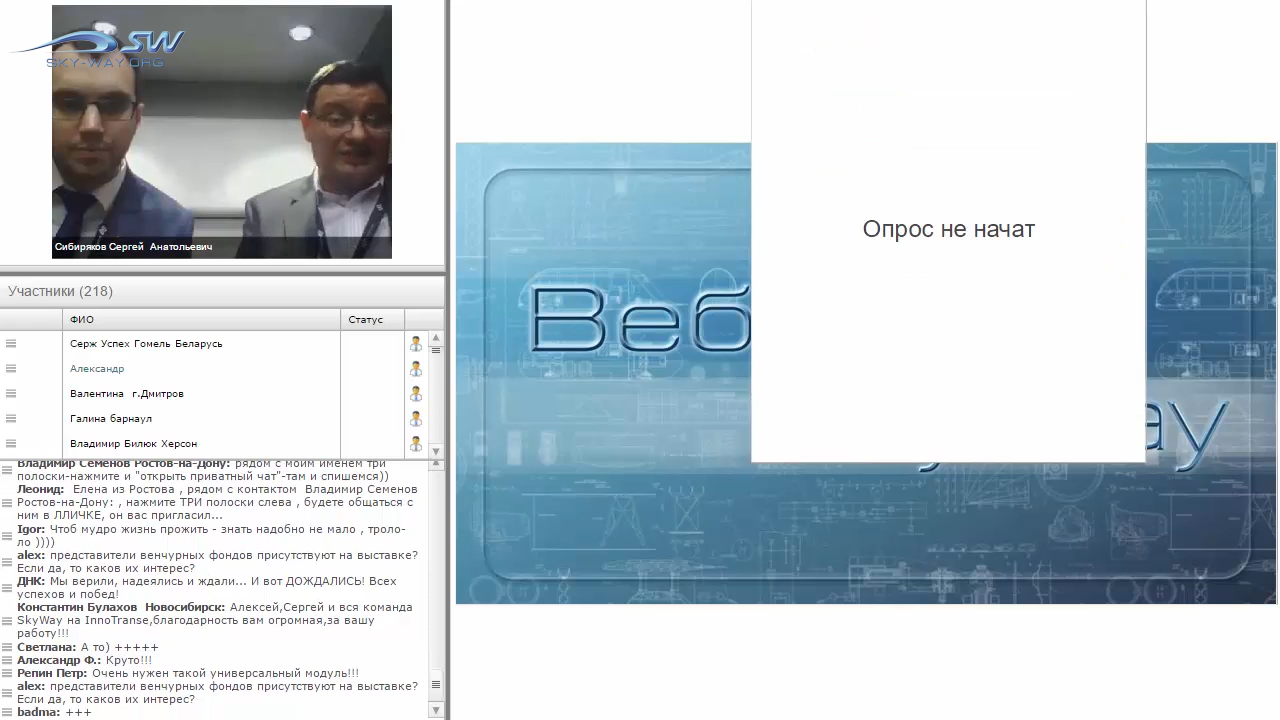 SW
SKY-WAY.ORG
Сибиряков Сергей Анатольевич
Участники (218)
ФИО
Статус
Серж Успех Гомель Беларусь
Александр
Валентина г.Дмитров
Галина барнаул
Владимир Билюк Херсон
Владимир Семенов Ростов-на-Дону: рядом с моим именем три
полоски-нажмите и "открыть приватный чат"-там и спишемся))
Леонид: Елена из Ростова , рядом с контактом Владимир Семенов
Ростов-на-Дону: , нажмите ТРИ полоски слева , будете общаться с
ним в ЛЛИЧКЕ, он вас пригласил...
Igor: Чтоб мудро жизнь прожить - знать надобно не мало , троло-
ло ))))
alex: представители венчурных фондов присутствуют на выставке?
Если да, то каков их интерес?
ДНК: Мы верили, надеялись и ждали... И вот ДОЖДАЛИСЬ! Всех
успехов и побед!
Константин Булахов Новосибирск: Алексей,Сергей и вся команда
SkyWay на InnoTranse,благодарность вам огромная,за вашу
работу!!!
Светлана: А то) +++++
Александр Ф.: Круто!!!
Репин Петр: Очень нужен такой универсальный модуль!!!
alex: представители венчурных фондов присутствуют на выставке?
Если да, то каков их интерес?
badma: +++
Опрос не начат
Веб
ay